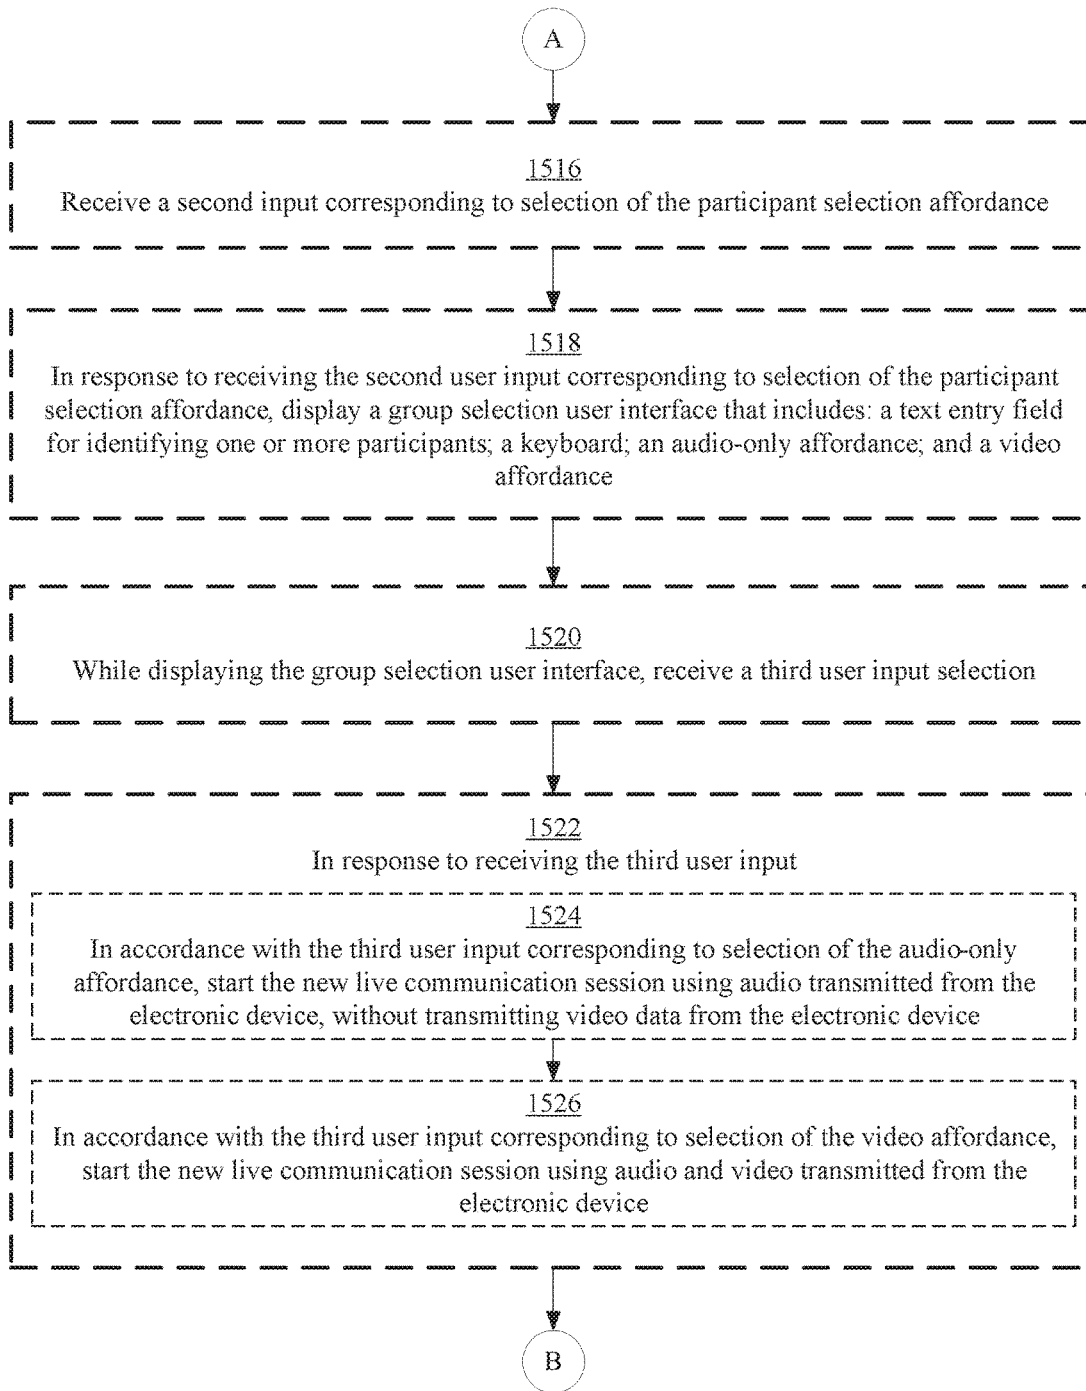 A
1516
Receive a second input corresponding to selection of the participant selection affordance
1518
In response to receiving the second user input corresponding to selection of the participant
selection affordance, display a group selection user interface that includes: a text entry field
for identifying one or more participants; a keyboard; an audio-only affordance; and a video
affordance
1520
While displaying the group selection user interface, receive a third user input selection
1522
In response to receiving the third user input
1524
In accordance with the third user input corresponding to selection of the audio-only
affordance, start the new live communication session using audio transmitted from the
electronic device, without transmitting video data from the electronic device
1526
In accordance with the third user input corresponding to selection of the video affordance,
start the new live communication session using audio and video transmitted from the
electronic device
B